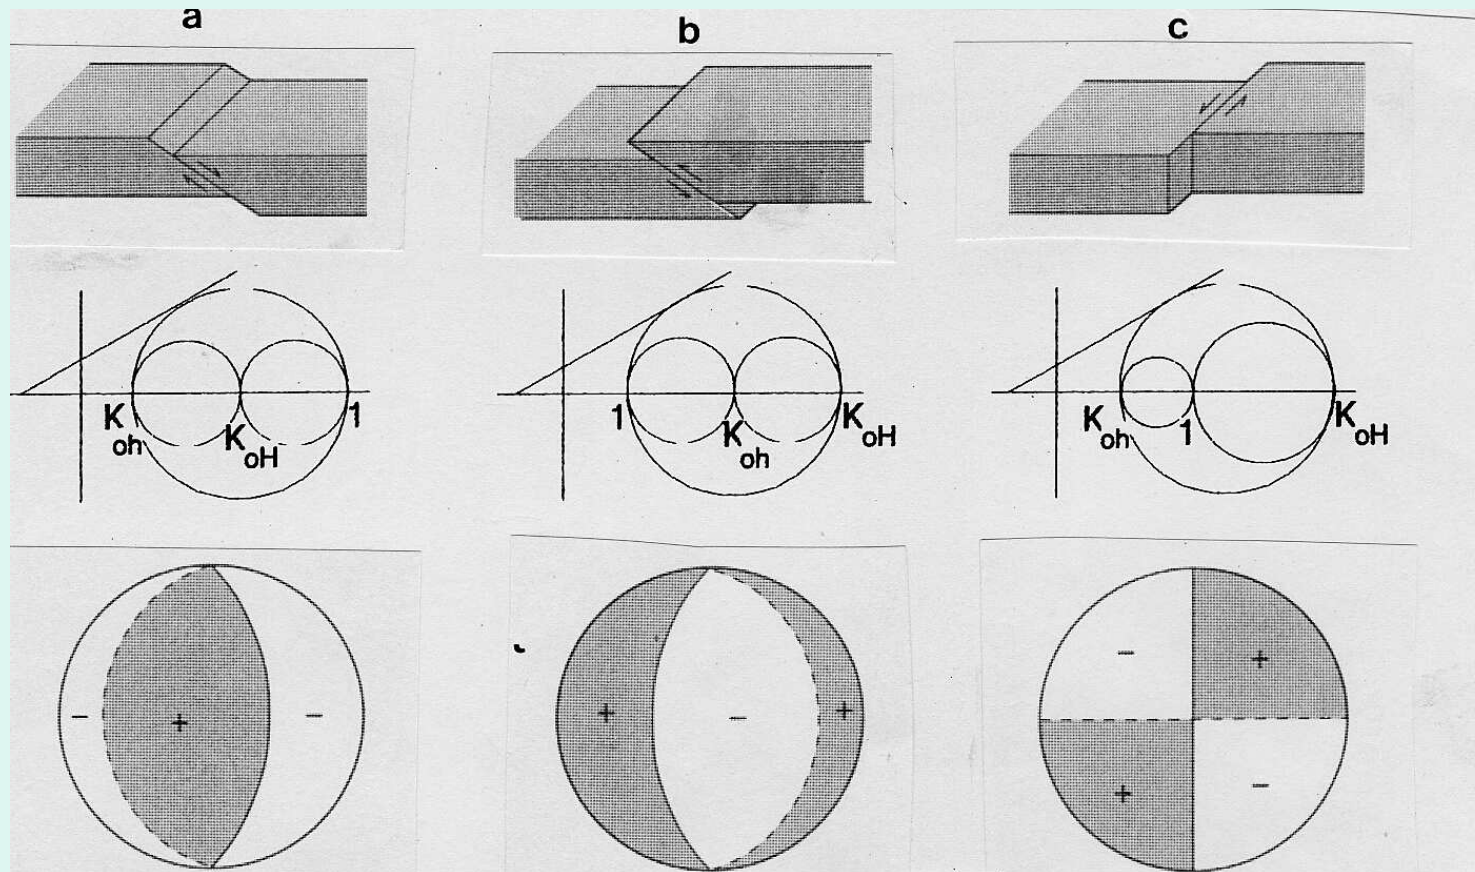 a
b
c
K oh
K oH
1
1
K oh
K oH
K oh
1
K oH
− + −
+ − +
− +
+ −